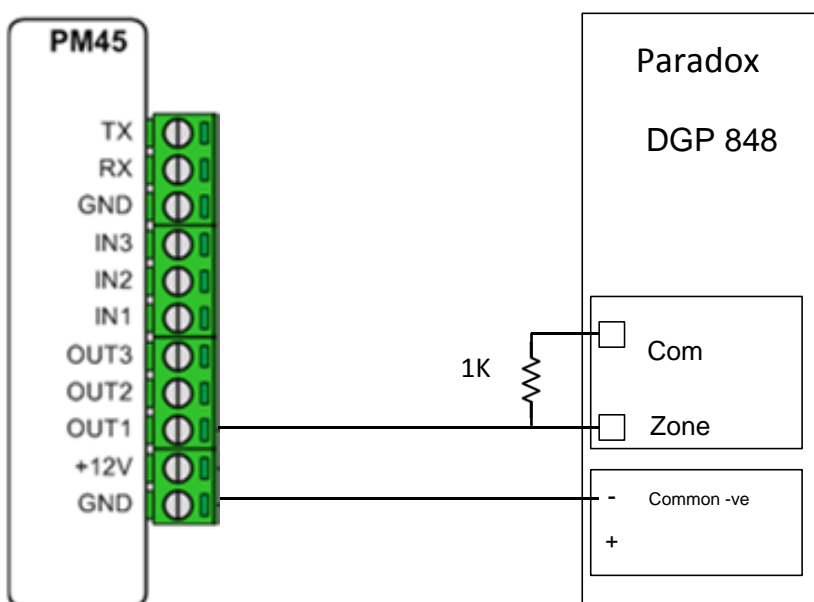 PM45
TX
RX
GND
IN3
IN2
IN1
OUT3
OUT2
OUT1
+12V
GND
1K
Paradox
DGP 848
Com
Zone
- Common -ve
+